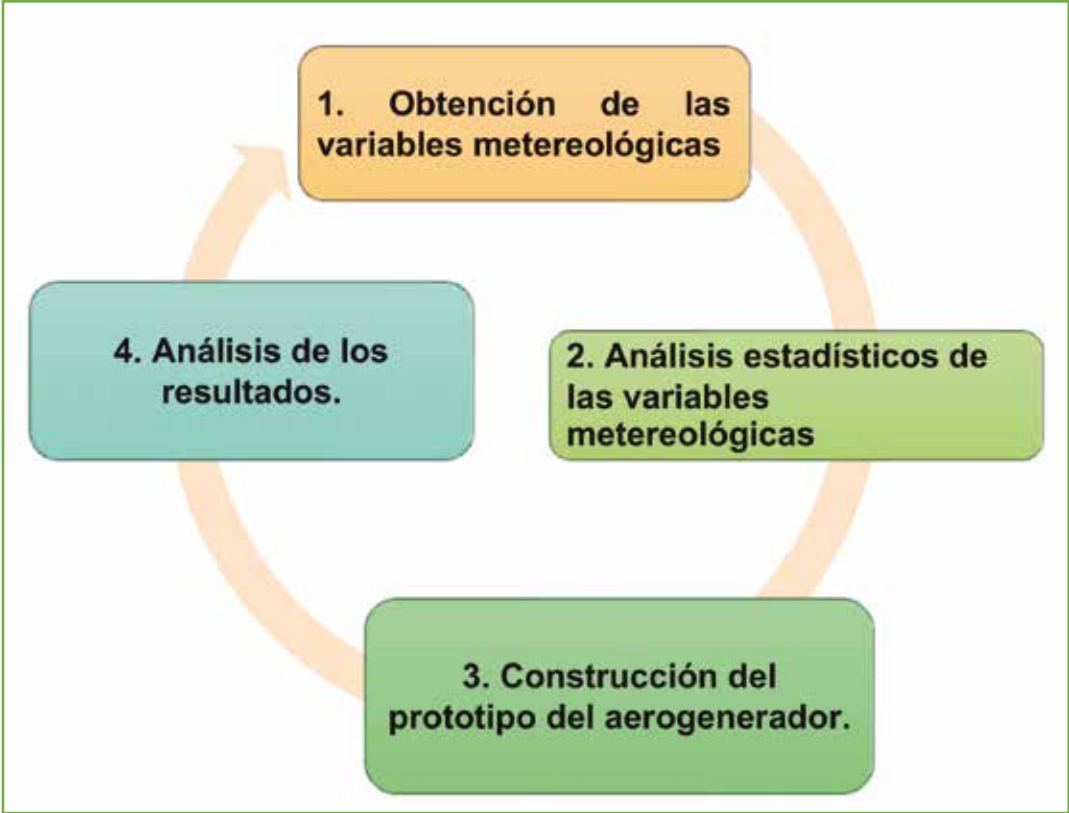 1. Obtención de las
variables metereológicas
2. Análisis estadísticos de
las variables
metereológicas
3. Construcción del
prototipo del aerogenerador.
4. Análisis de los
resultados.